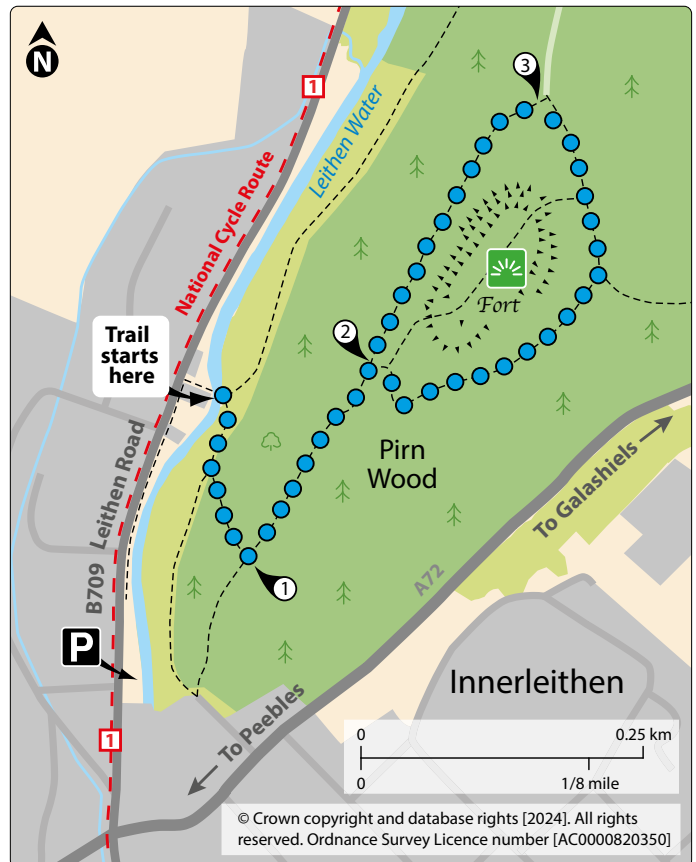 N
1
3
Leithen Water
National Cycle Route
Fort
Trail
starts
here
2
Pirn
Wood
B709 Leithen Road
To Galashiels
A72
1
P
Innerleithen
To Peebles
1
0 0.25 km
0 1/8 mile
© Crown copyright and database rights [2024]. All rights
reserved. Ordnance Survey Licence number [AC0000820350]